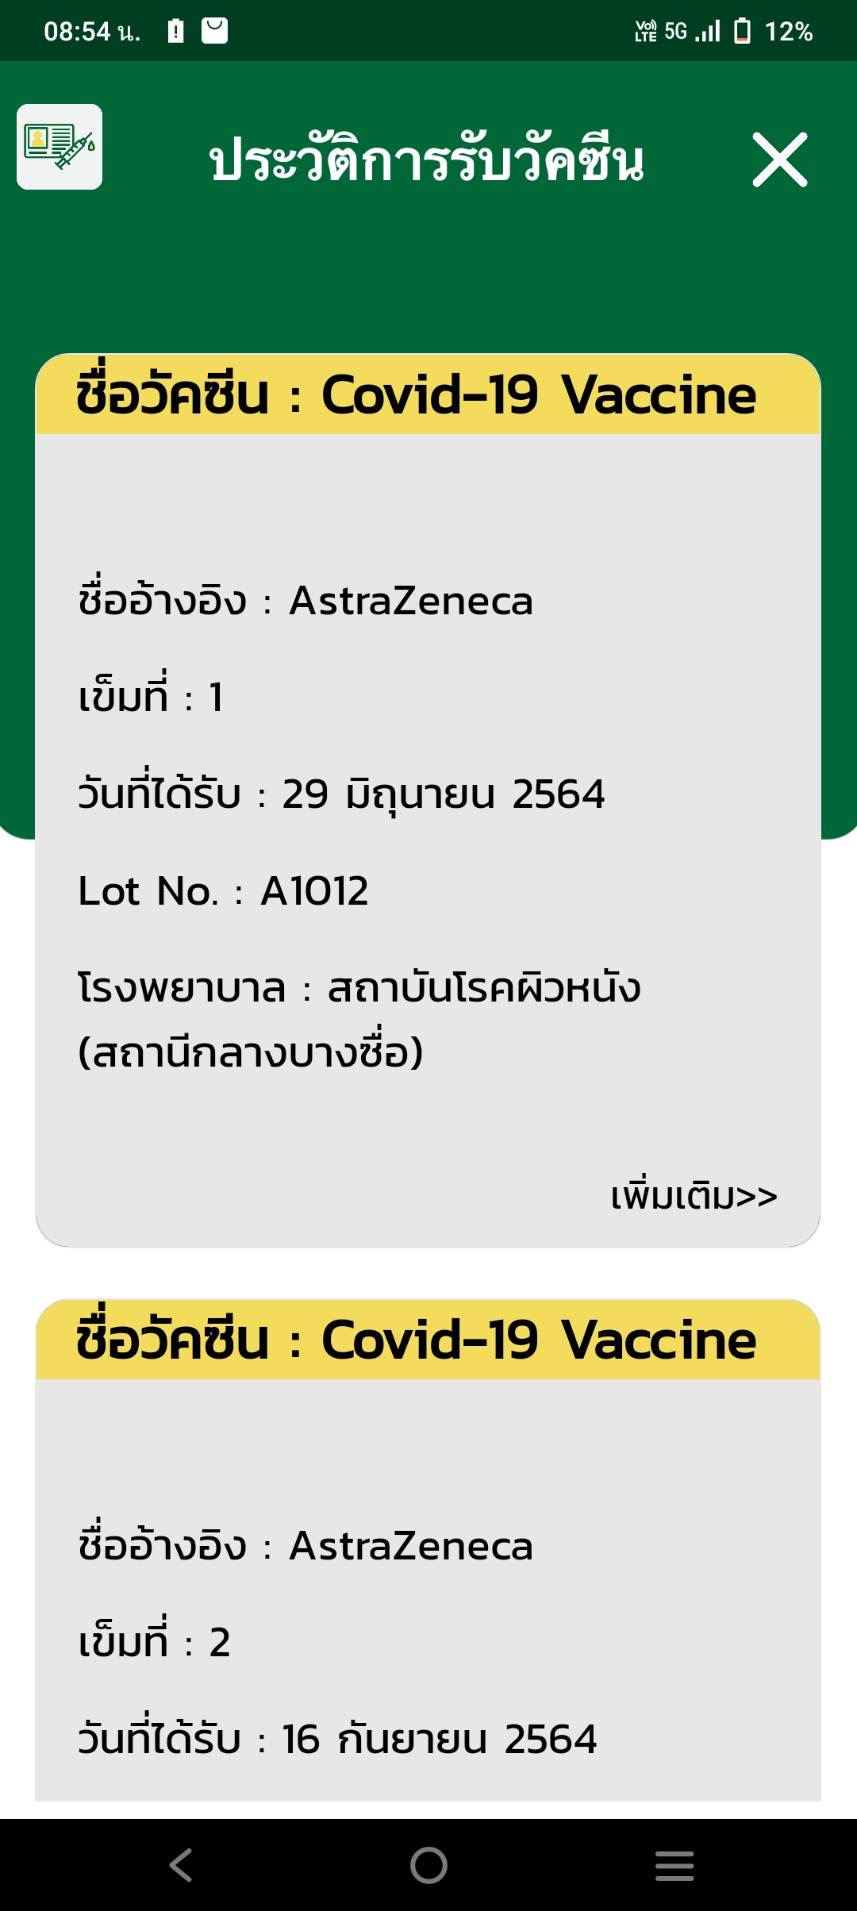 08:54 น.
VoLTE 5G 12%
ประวัติการรับวัคซีน
ชื่อวัคซีน : Covid-19 Vaccine
ชื่ออ้างอิง : AstraZeneca
เข็มที่ : 1
วันที่ได้รับ : 29 มิถุนายน 2564
Lot No. : A1012
โรงพยาบาล : สถาบันโรคผิวหนัง
(สถานีกลางบางซื่อ)
เพิ่มเติม>>
ชื่อวัคซีน : Covid-19 Vaccine
ชื่ออ้างอิง : AstraZeneca
เข็มที่ : 2
วันที่ได้รับ : 16 กันยายน 2564